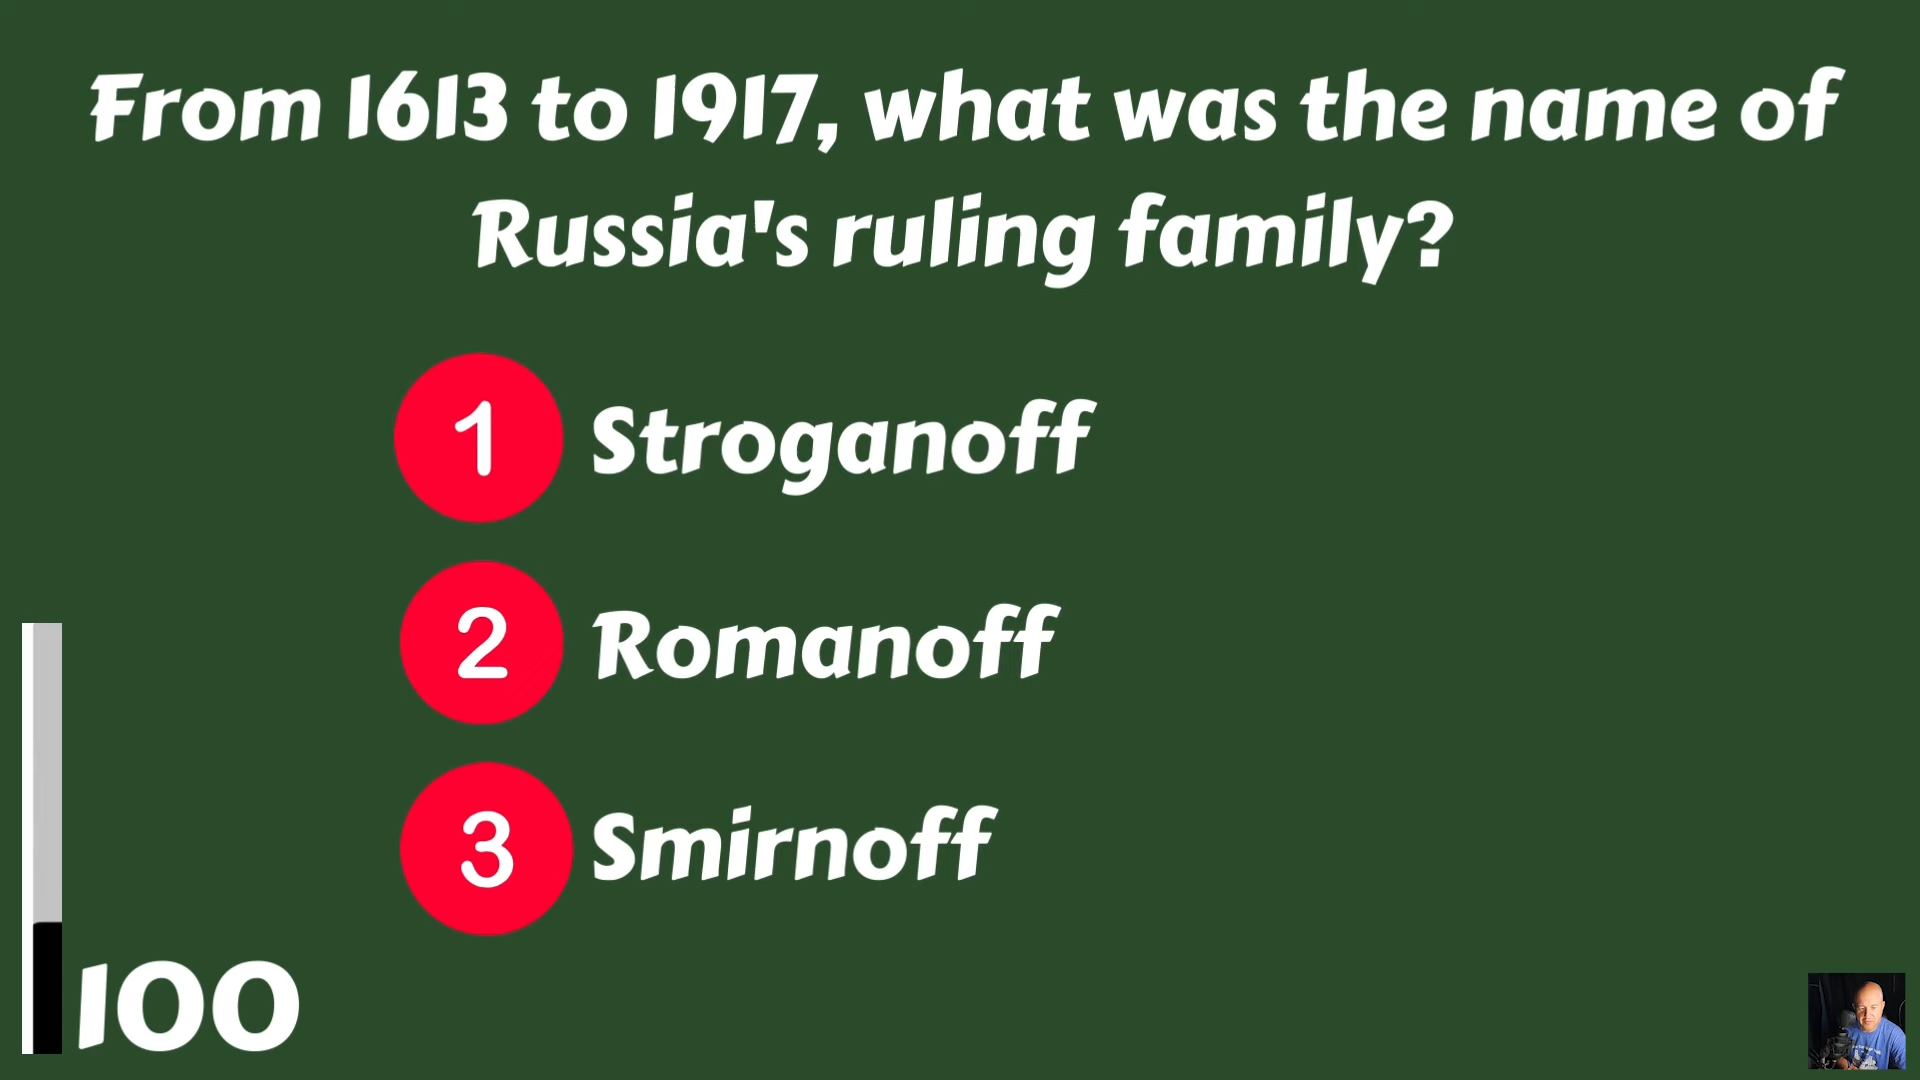 From 1613 to 1917, what was the name of
Russia's ruling family?
1 Stroganoff
2 Romanoff
3 Smirnoff
100